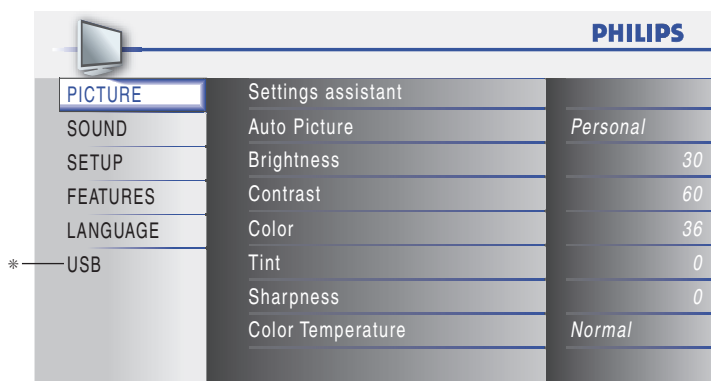 PHILIPS
PICTURE
SOUND
SETUP
FEATURES
LANGUAGE
* USB
Settings assistant
Auto Picture Personal
Brightness 30
Contrast 60
Color 36
Tint 0
Sharpness 0
Color Temperature Normal